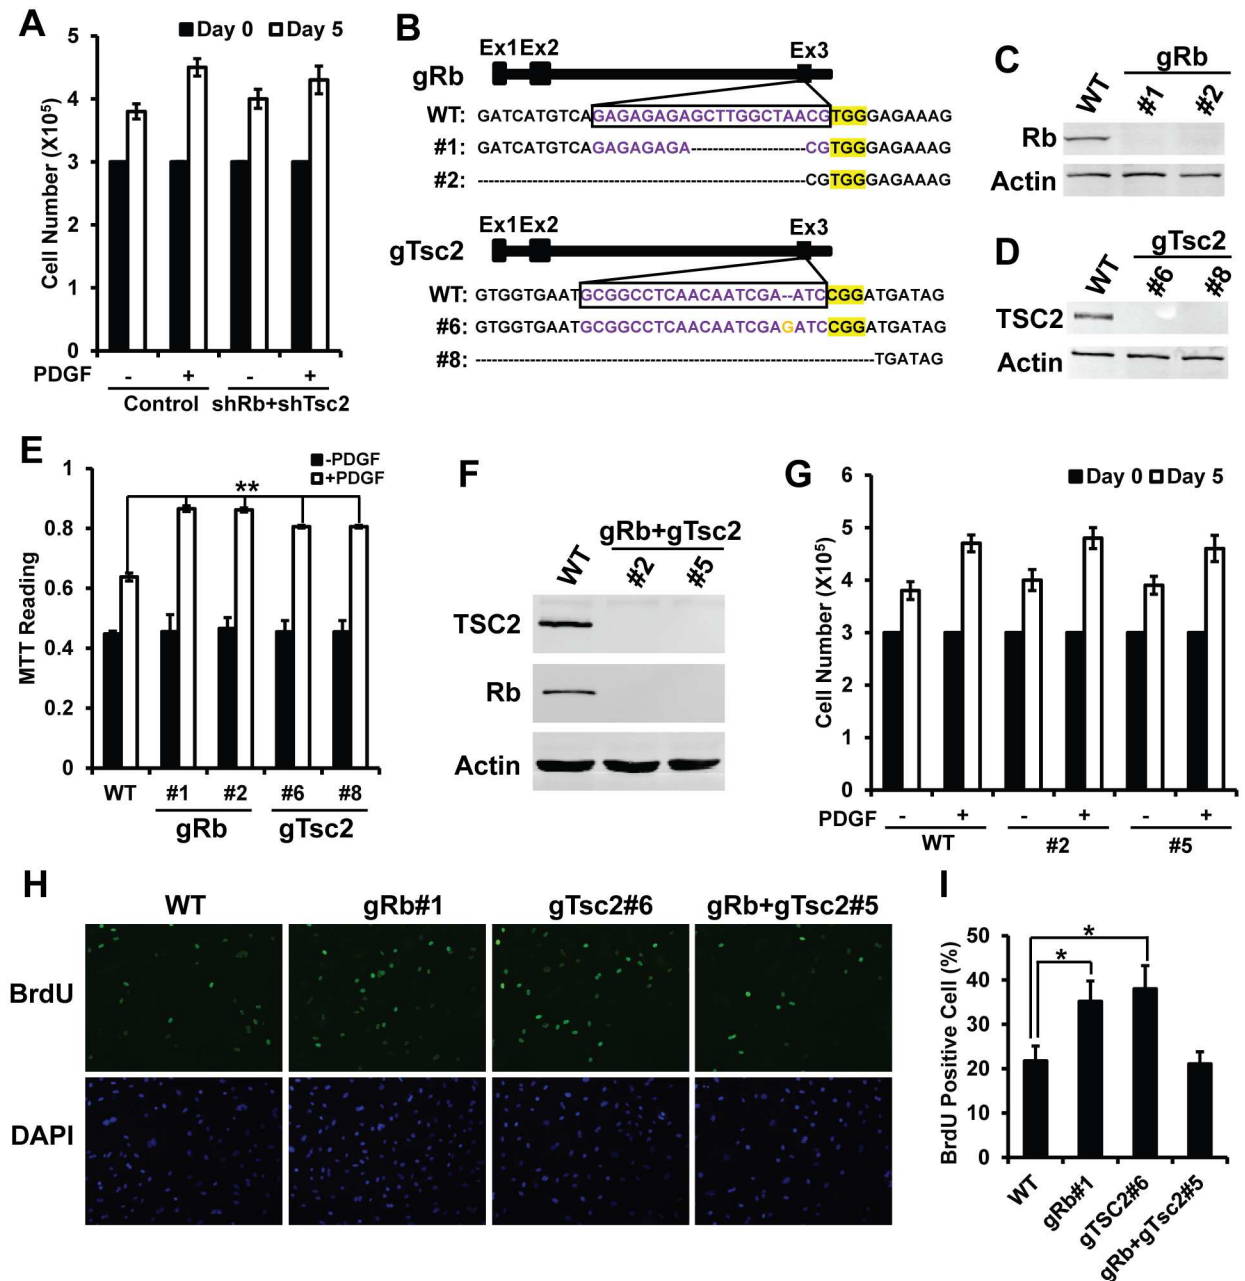 A
Day 0 Day 5
Cell Number (X10⁵)
5
4
3
2
1
0
PDGF - + - +
Control shRb+shTsc2
B
Ex1Ex2 Ex3
gRb
WT: GATCATGTCAGAGAGAGAGCTTGGCTAACGTGGGAGAAAG
#1: GATCATGTCAGAGAGAGA----------------------CGTGGGAGAAAG
#2: ----------------------------------------------------------------CGTGGGAGAAAG
Ex1Ex2 Ex3
gTsc2
WT: GTGGTGAATGCGGCCTCAACAATCGA--ATCCGGATGATAG
#6: GTGGTGAATGCGGCCTCAACAATCGAGATCCGGATGATAG
#8: ------------------------------------------------------------------------------TGATAG
C
gRb
WT #1 #2
Rb
Actin
D
gTsc2
WT #6 #8
TSC2
Actin
E
-PDGF
+PDGF
**
MTT Reading
1
0.8
0.6
0.4
0.2
0
WT #1 #2 #6 #8
gRb gTsc2
F
gRb+gTsc2
WT #2 #5
TSC2
Rb
Actin
G
Day 0 Day 5
Cell Number (X10⁵)
6
5
4
3
2
1
0
PDGF - + - + - +
WT #2 #5
H
WT gRb#1 gTsc2#6 gRb+gTsc2#5
BrdU
DAPI
I
BrdU Positive Cell (%)
50
40
30
20
10
0
*
*
WT gRb#1 gTSC2#6 gRb+gTsc2#5